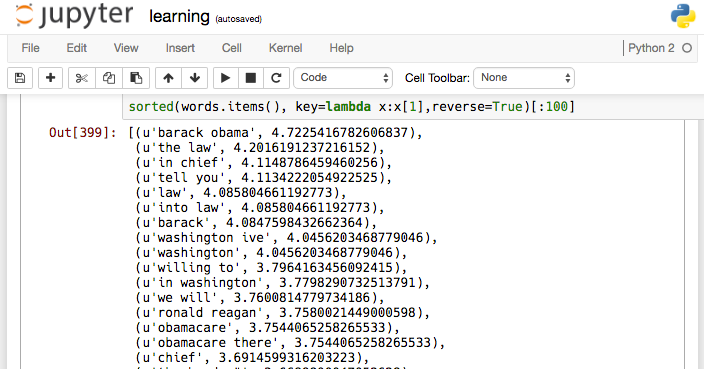 jupyter learning (autosaved)
File Edit View Insert Cell Kernel Help Python 2
Code Cell Toolbar: None
sorted(words.items(), key=lambda x:x[1],reverse=True)[:100]
Out[399]: [(u'barack obama', 4.7225416782606837),
(u'the law', 4.2016191237216152),
(u'in chief', 4.1148786459460256),
(u'tell you', 4.1134222054922525),
(u'law', 4.085804661192773),
(u'into law', 4.085804661192773),
(u'barack', 4.0847598432662364),
(u'washington ive', 4.0456203468779046),
(u'washington', 4.0456203468779046),
(u'willing to', 3.7964163456092415),
(u'in washington', 3.7798290732513791),
(u'we will', 3.7600814779734186),
(u'ronald reagan', 3.7580021449000598),
(u'obamacare', 3.7544065258265533),
(u'obamacare there', 3.7544065258265533),
(u'chief', 3.6914599316203223),